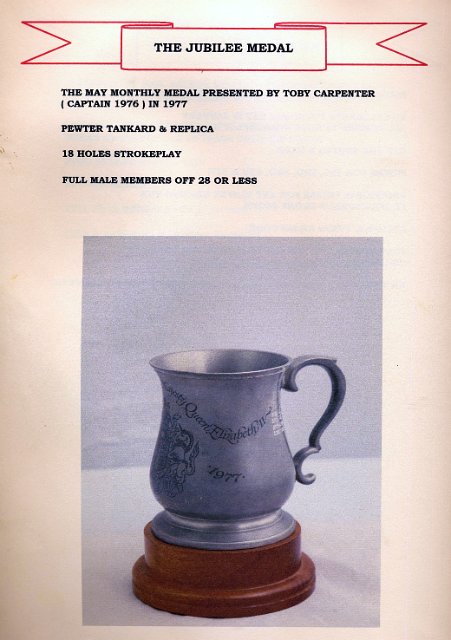 THE JUBILEE MEDAL
THE MAY MONTHLY MEDAL PRESENTED BY TOBY CARPENTER
( CAPTAIN 1976 ) IN 1977
PEWTER TANKARD & REPLICA
18 HOLES STROKEPLAY
FULL MALE MEMBERS OFF 28 OR LESS
Queen Elizabeth II
·1977·